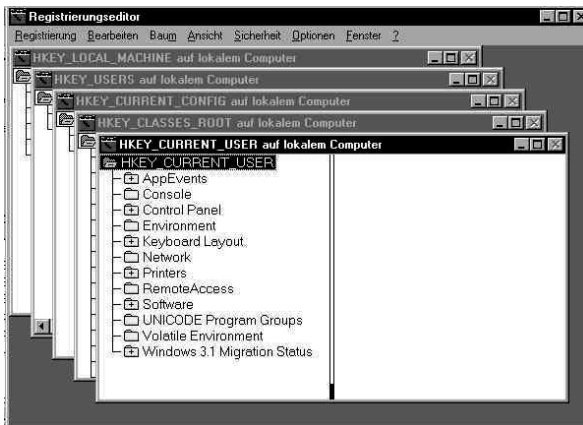 Registrierungseditor
Registrierung Bearbeiten Baum Ansicht Sicherheit Optionen Fenster ?
HKEY_LOCAL_MACHINE auf lokalem Computer
HKEY_USERS auf lokalem Computer
HKEY_CURRENT_CONFIG auf lokalem Computer
HKEY_CLASSES_ROOT auf lokalem Computer
HKEY_CURRENT_USER auf lokalem Computer
HKEY_CURRENT_USER
AppEvents
Console
Control Panel
Environment
Keyboard Layout
Network
Printers
RemoteAccess
Software
UNICODE Program Groups
Volatile Environment
Windows 3.1 Migration Status